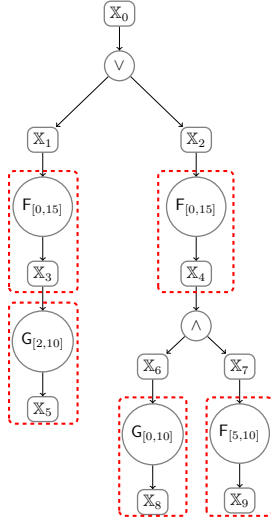 𝕏₀
∨
𝕏₁ 𝕏₂
F[0,15] F[0,15]
𝕏₃ 𝕏₄
∧
G[2,10]
𝕏₆ 𝕏₇
𝕏₅
G[0,10] F[5,10]
𝕏₈ 𝕏₉